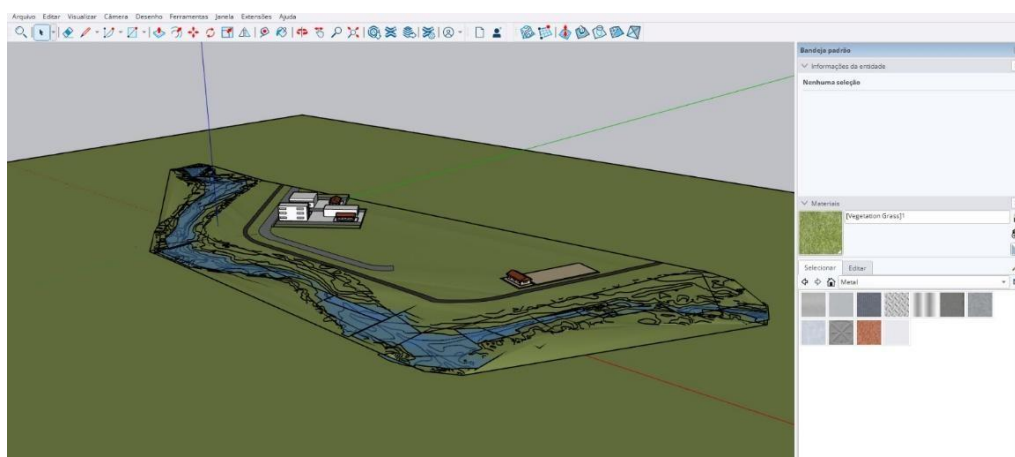 Arquivo Editar Visualizar Câmera Desenho Ferramentas Janela Extensões Ajuda
Bandeja padrão
Informações da entidade
Nenhuma seleção
Materiais
[Vegetation Grass]1
Selecionar Editar
Metal